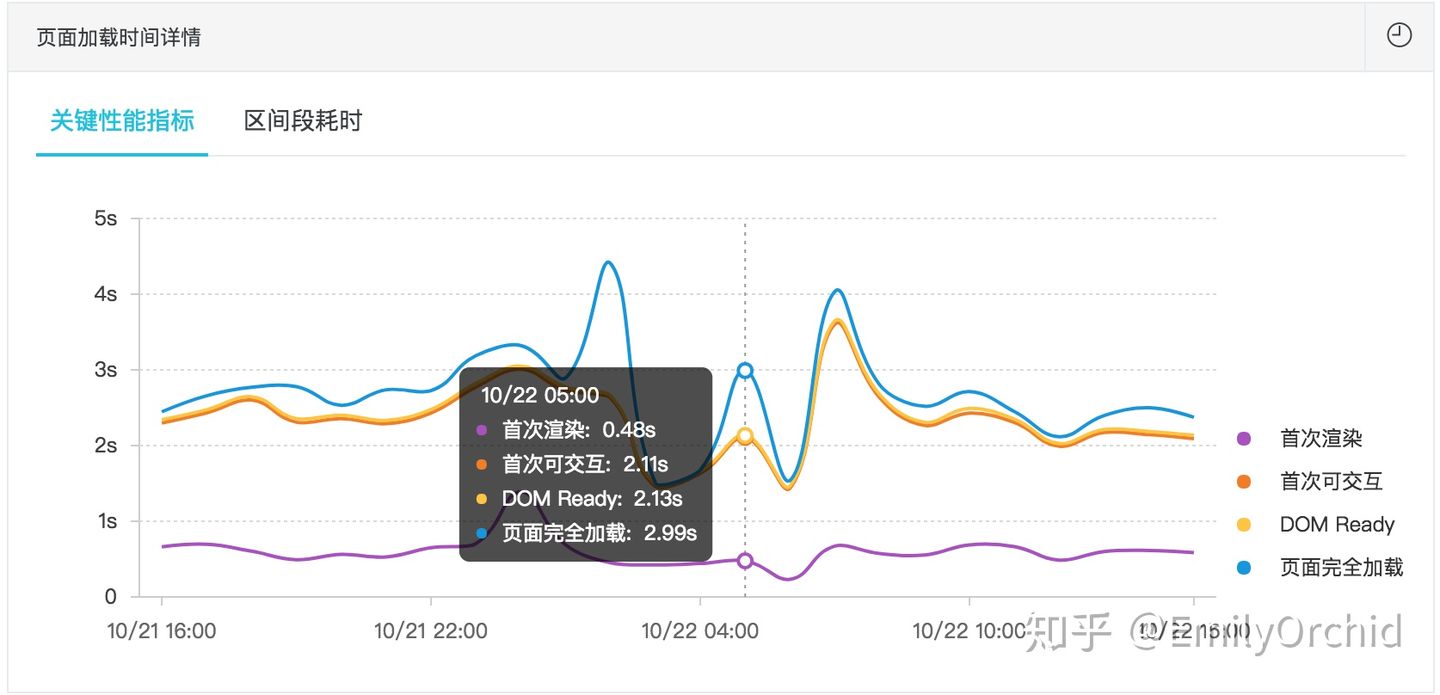 页面加载时间详情
关键性能指标 区间段耗时
5s
4s
3s
2s
1s
0
10/22 05:00
首次渲染: 0.48s
首次可交互: 2.11s
DOM Ready: 2.13s
页面完全加载: 2.99s
首次渲染
首次可交互
DOM Ready
页面完全加载
10/21 16:00 10/21 22:00 10/22 04:00 10/22 10:00 10/22 16:00
知乎 @EmilyOrchid